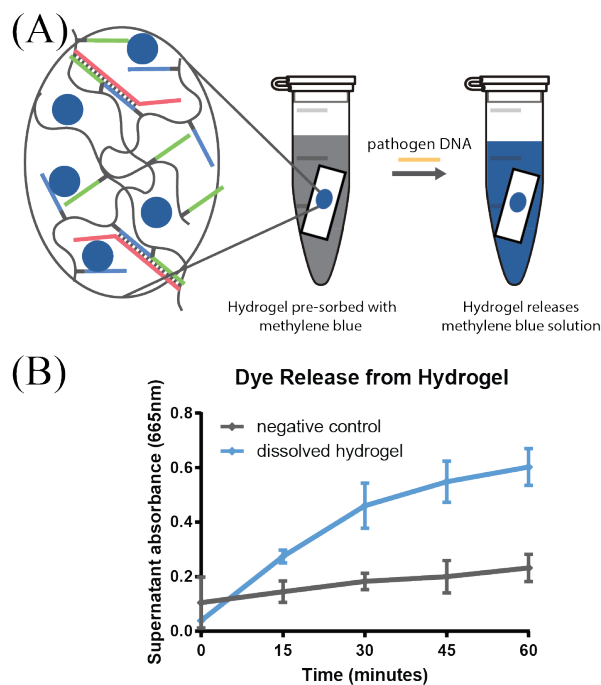 (A)
pathogen DNA
Hydrogel pre-sorbed with
methylene blue
Hydrogel releases
methylene blue solution
(B)
Dye Release from Hydrogel
Supernatant absorbance (665nm)
0.8
0.6
0.4
0.2
0.0
negative control
dissolved hydrogel
0 15 30 45 60
Time (minutes)